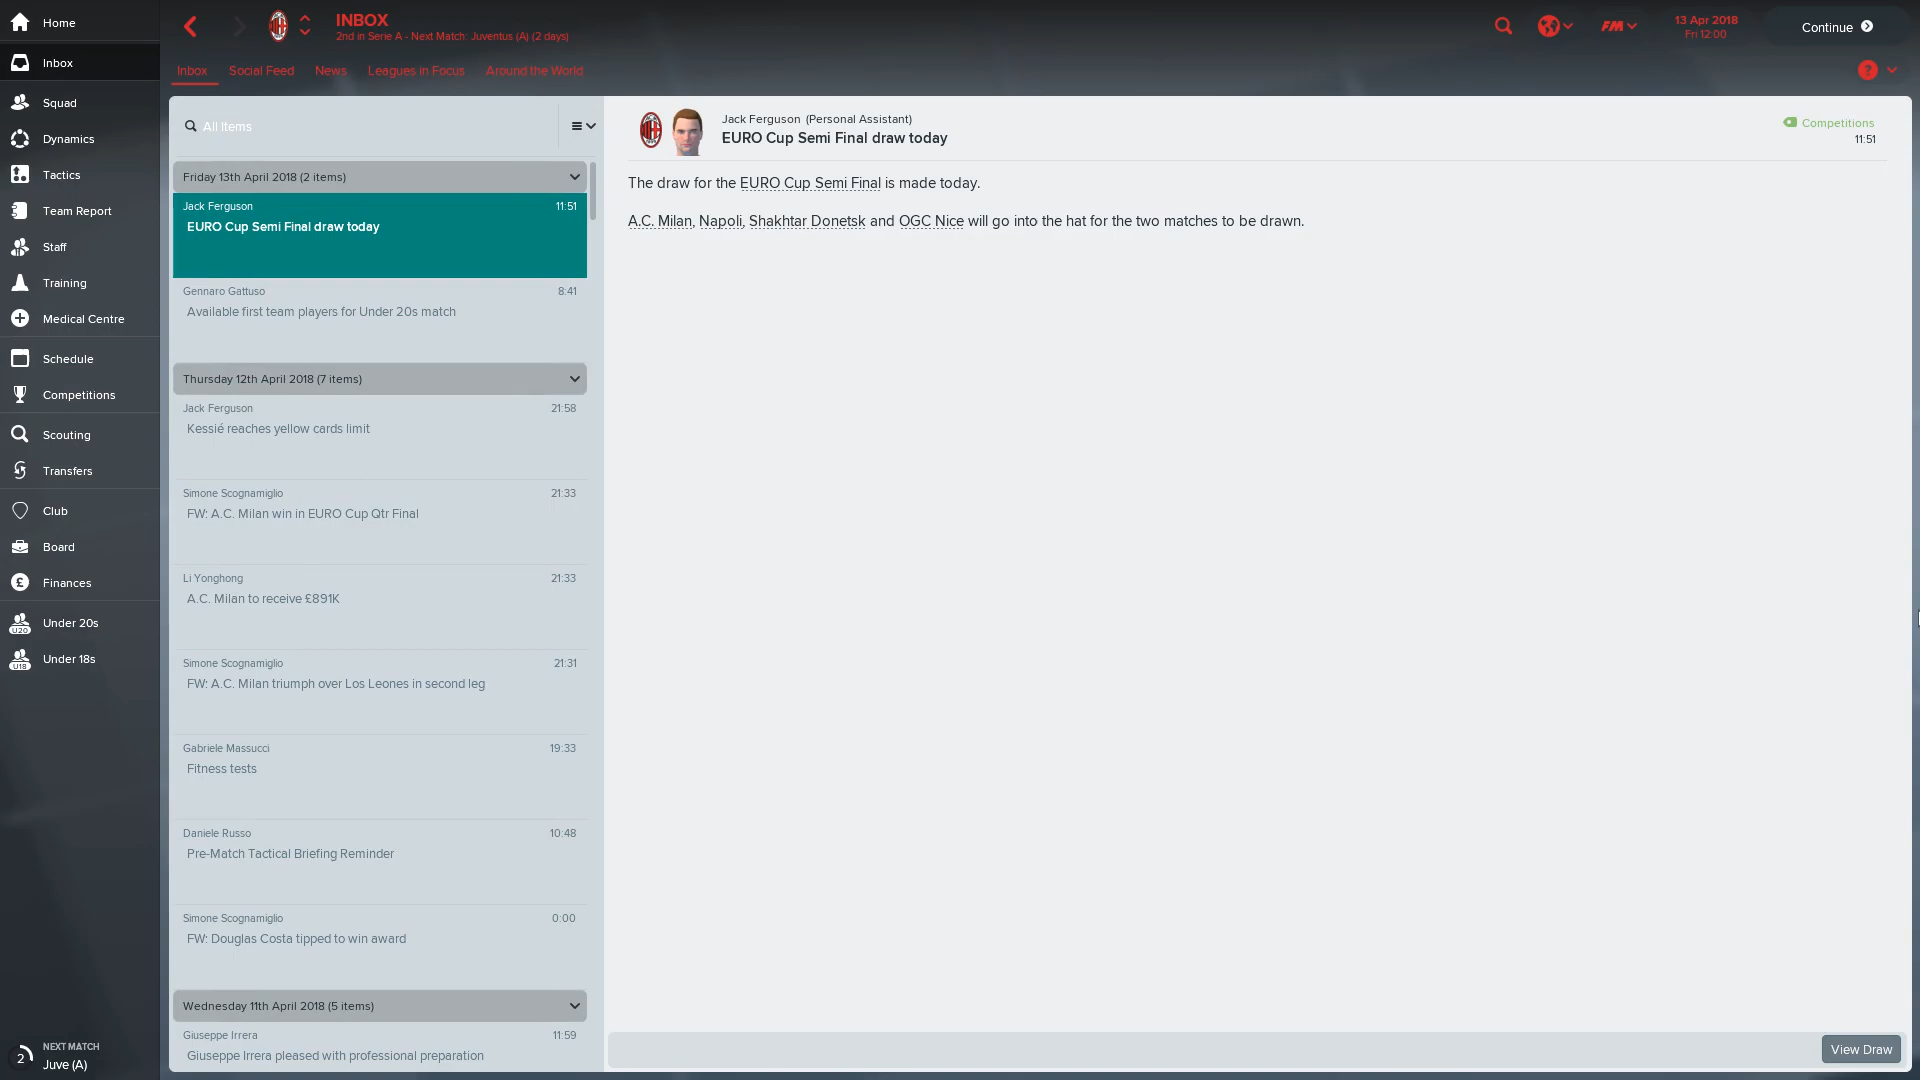 Home
Inbox
Squad
Dynamics
Tactics
Team Report
Staff
Training
Medical Centre
Schedule
Competitions
Scouting
Transfers
Club
Board
Finances
Under 20s
U20
Under 18s
U18
2
NEXT MATCH
Juve (A)
INBOX
2nd in Serie A - Next Match: Juventus (A) (2 days)
FM
13 Apr 2018
Fri 12:00
Continue
Inbox
Social Feed
News
Leagues in Focus
Around the World
?
All Items
Friday 13th April 2018 (2 items)
Jack Ferguson 11:51
EURO Cup Semi Final draw today
Gennaro Gattuso 8:41
Available first team players for Under 20s match
Thursday 12th April 2018 (7 items)
Jack Ferguson 21:58
Kessié reaches yellow cards limit
Simone Scognamiglio 21:33
FW: A.C. Milan win in EURO Cup Qtr Final
Li Yonghong 21:33
A.C. Milan to receive £891K
Simone Scognamiglio 21:31
FW: A.C. Milan triumph over Los Leones in second leg
Gabriele Massucci 19:33
Fitness tests
Daniele Russo 10:48
Pre-Match Tactical Briefing Reminder
Simone Scognamiglio 0:00
FW: Douglas Costa tipped to win award
Wednesday 11th April 2018 (5 items)
Giuseppe Irrera 11:59
Giuseppe Irrera pleased with professional preparation
Jack Ferguson (Personal Assistant)
EURO Cup Semi Final draw today
Competitions
11:51
The draw for the EURO Cup Semi Final is made today.
A.C. Milan, Napoli, Shakhtar Donetsk and OGC Nice will go into the hat for the two matches to be drawn.
View Draw